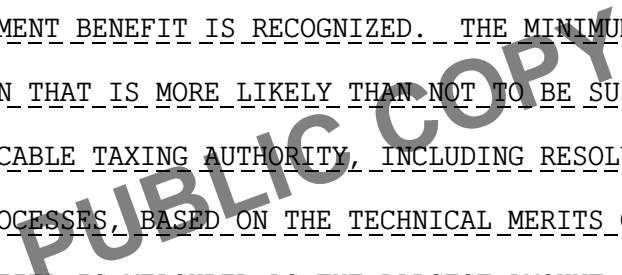 MENT BENEFIT IS RECOGNIZED. THE MINIMUM
N THAT IS MORE LIKELY THAN NOT TO BE SUS
CABLE TAXING AUTHORITY, INCLUDING RESOL
OCESSES, BASED ON THE TECHNICAL MERITS
PUBLIC COPY